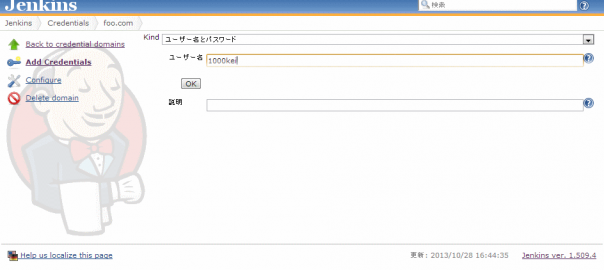 Jenkins
検索
Jenkins Credentials foo.com
Back to credential domains
Add Credentials
Configure
Delete domain
Kind ユーザー名とパスワード
ユーザー名 1000kei
OK
説明
Help us localize this page 更新: 2013/10/28 16:44:35 Jenkins ver. 1.509.4